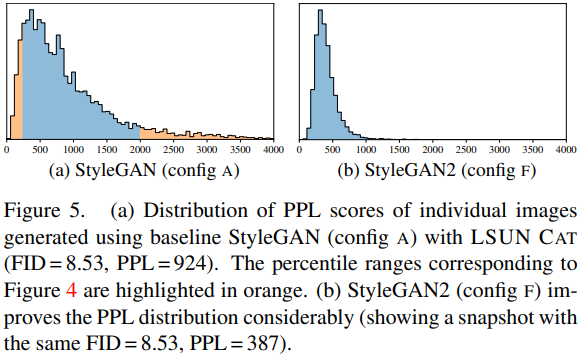 0 500 1000 1500 2000 2500 3000 3500 4000
0 500 1000 1500 2000 2500 3000 3500 4000
(a) StyleGAN (config A)
(b) StyleGAN2 (config F)
Figure 5. (a) Distribution of PPL scores of individual images
generated using baseline StyleGAN (config A) with LSUN CAT
(FID = 8.53, PPL = 924). The percentile ranges corresponding to
Figure 4 are highlighted in orange. (b) StyleGAN2 (config F) im-
proves the PPL distribution considerably (showing a snapshot with
the same FID = 8.53, PPL = 387).